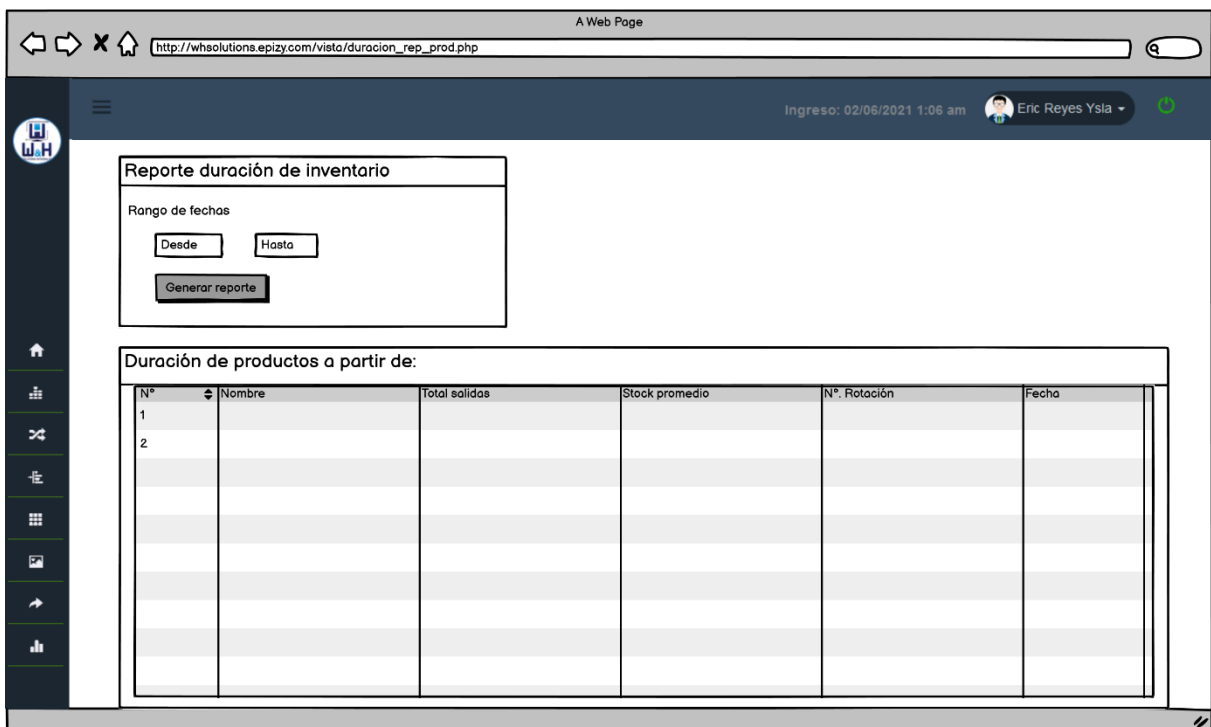 A Web Page
http://whsolutions.epizy.com/vista/duracion_rep_prod.php
Ingreso: 02/06/2021 1:06 am Eric Reyes Ysla
W&H
Reporte duración de inventario
Rango de fechas
Desde Hasta
Generar reporte
Duración de productos a partir de:
N° Nombre Total salidas Stock promedio N°. Rotación Fecha
1
2